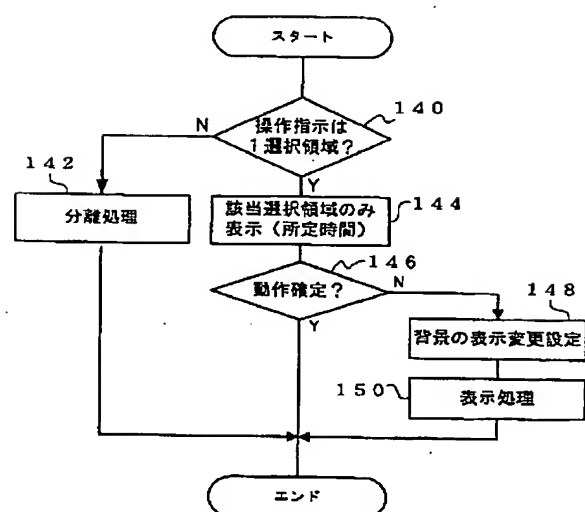 スタート
140
N
操作指示は
1選択領域?
142
Y
分離処理
該当選択領域のみ
表示(所定時間)
144
146
動作確定?
N
148
Y
背景の表示変更設定
150
表示処理
エンド